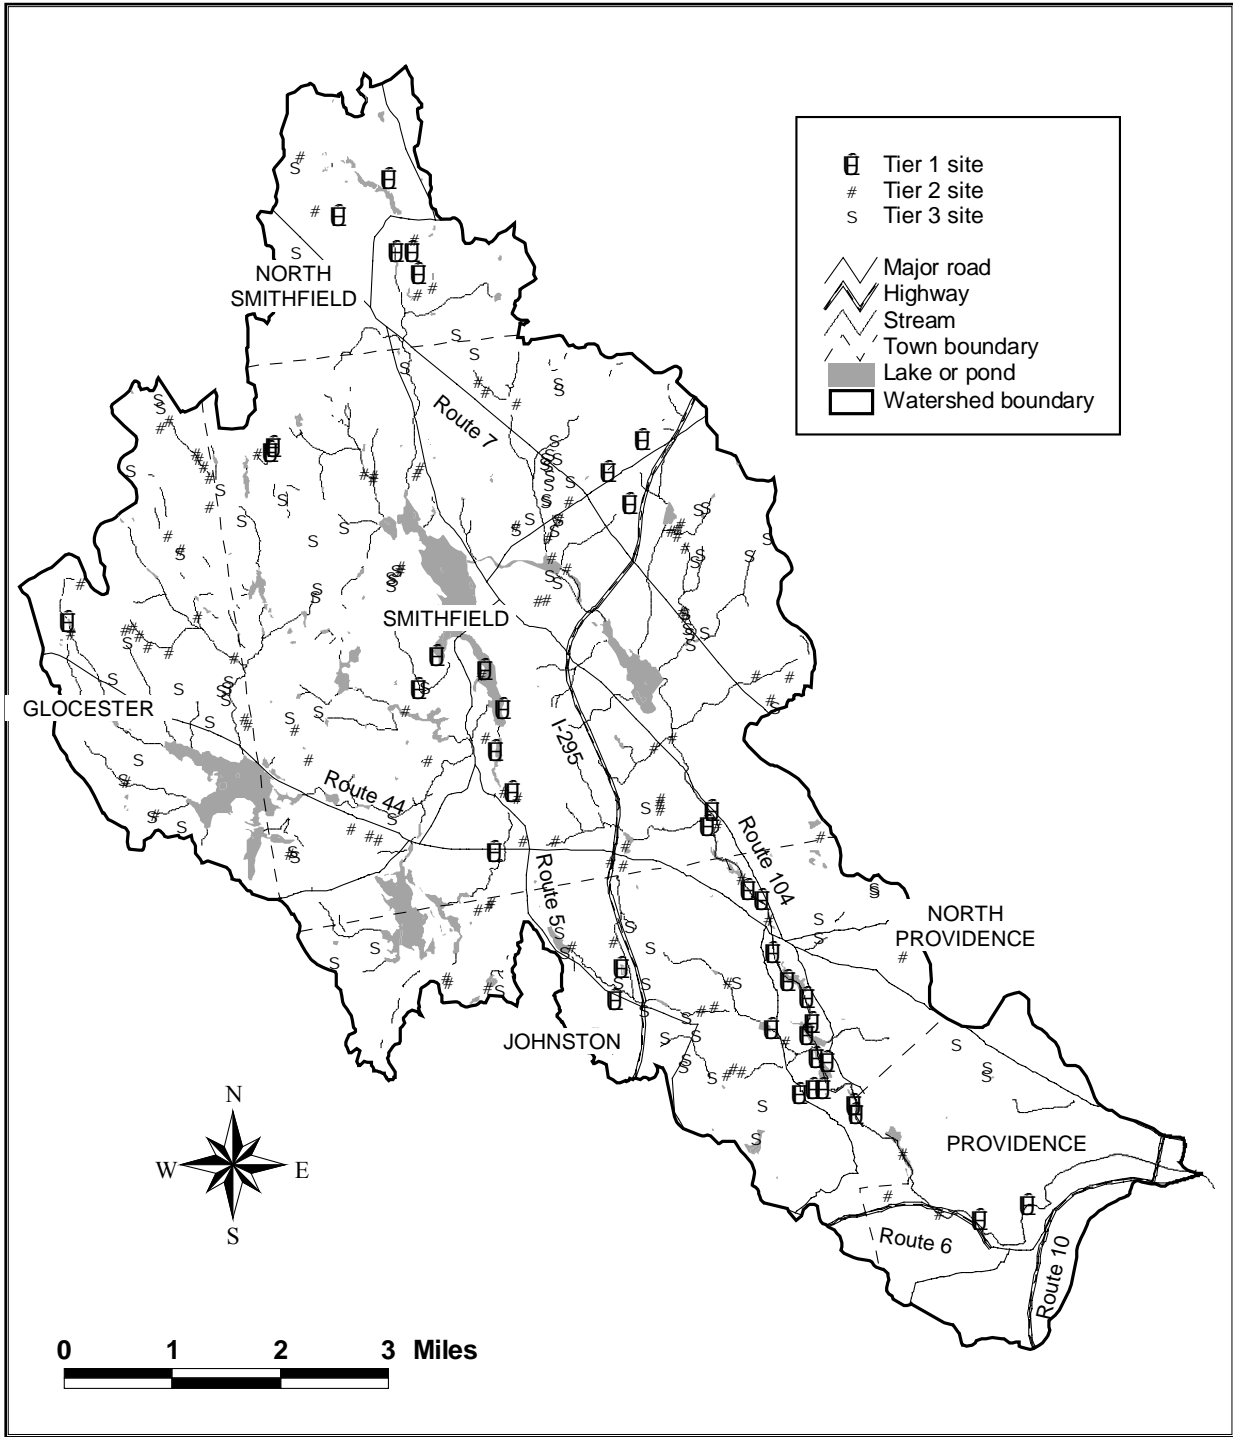 Tier 1 site
# Tier 2 site
S Tier 3 site
Major road
Highway
Stream
Town boundary
Lake or pond
Watershed boundary
NORTH
SMITHFIELD
Route 7
SMITHFIELD
GLOCESTER
I-295
Route 44
Route 5
Route 104
NORTH
PROVIDENCE
JOHNSTON
PROVIDENCE
Route 6
Route 10
N
W E
S
0 1 2 3 Miles